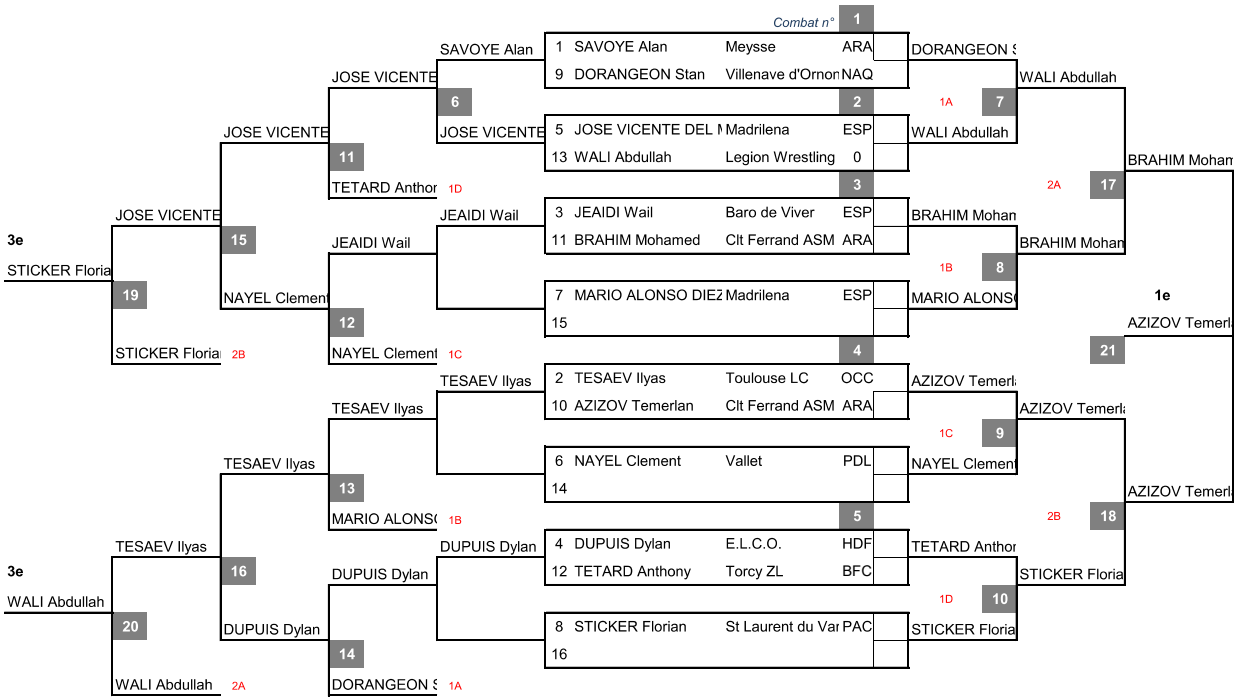 Combat n° 1
SAVOYE Alan 1 SAVOYE Alan Meysse ARA DORANGEON S
JOSE VICENTE 9 DORANGEON Stan Villenave d'Ornon NAQ WALI Abdullah
6 2 1A 7
JOSE VICENTE JOSE VICENTE 5 JOSE VICENTE DEL M Madrilena ESP WALI Abdullah
11 13 WALI Abdullah Legion Wrestling 0 BRAHIM Moham
TETARD Anthon 1D 3 2A 17
JOSE VICENTE JEAIDI Wail 3 JEAIDI Wail Baro de Viver ESP BRAHIM Moham
3e 15 JEAIDI Wail 11 BRAHIM Mohamed Clt Ferrand ASM ARA BRAHIM Moham
STICKER Floria 1B 8
19 NAYEL Clement 7 MARIO ALONSO DIEZ Madrilena ESP MARIO ALONSO 1e
12 15 AZIZOV Temerla
STICKER Floria 2B NAYEL Clement 1C 4 21
TESAEV Ilyas 2 TESAEV Ilyas Toulouse LC OCC AZIZOV Temerla
TESAEV Ilyas 10 AZIZOV Temerlan Clt Ferrand ASM ARA AZIZOV Temerla
1C 9
TESAEV Ilyas 6 NAYEL Clement Vallet PDL NAYEL Clement
13 14 AZIZOV Temerla
MARIO ALONSO 1B 5 2B 18
TESAEV Ilyas DUPUIS Dylan 4 DUPUIS Dylan E.L.C.O. HDF TETARD Anthon
3e 16 DUPUIS Dylan 12 TETARD Anthony Torcy ZL BFC STICKER Floria
WALI Abdullah 1D 10
20 DUPUIS Dylan 8 STICKER Florian St Laurent du Var PAC STICKER Floria
14 16
WALI Abdullah 2A DORANGEON S 1A